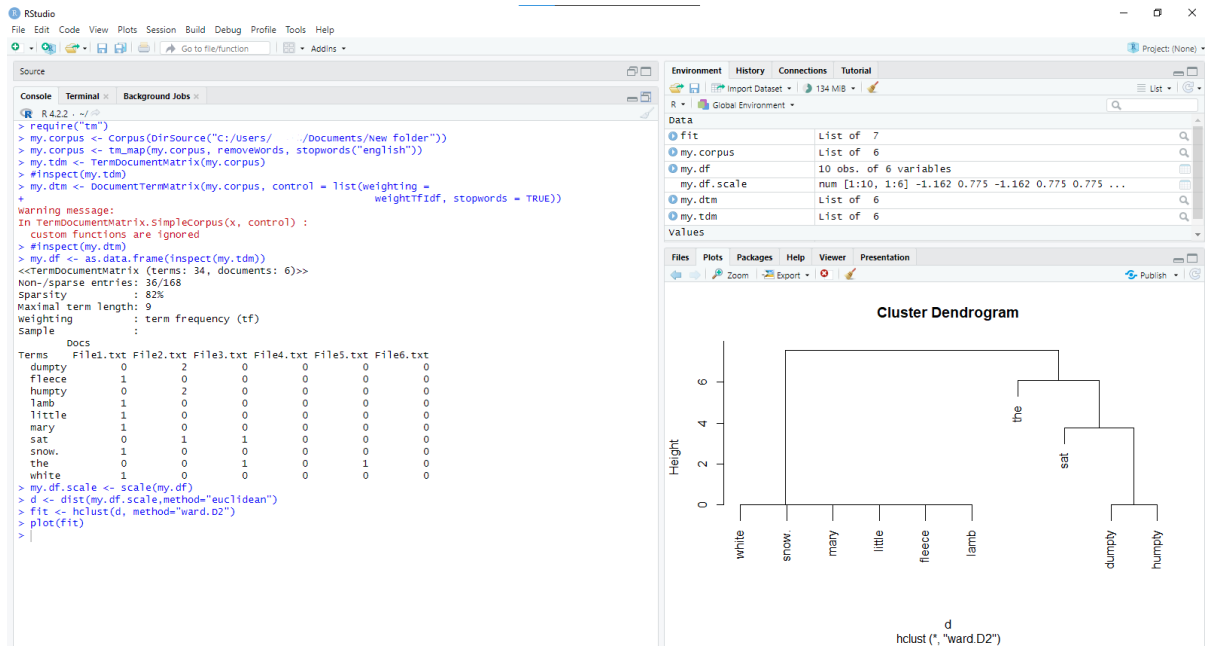 RStudio
File Edit Code View Plots Session Build Debug Profile Tools Help
Go to file/function Addins Project: (None)
Source
Console Terminal Background Jobs
R 4.2.2 . ~/
> require("tm")
> my.corpus <- Corpus(DirSource("C:/Users/ /Documents/New folder"))
> my.corpus <- tm_map(my.corpus, removeWords, stopwords("english"))
> my.tdm <- TermDocumentMatrix(my.corpus)
> #inspect(my.tdm)
> my.dtm <- DocumentTermMatrix(my.corpus, control = list(weighting =
+ weightTfIdf, stopwords = TRUE))
Warning message:
In TermDocumentMatrix.SimpleCorpus(x, control) :
custom functions are ignored
> #inspect(my.dtm)
> my.df <- as.data.frame(inspect(my.tdm))
<<TermDocumentMatrix (terms: 34, documents: 6)>>
Non-/sparse entries: 36/168
Sparsity : 82%
Maximal term length: 9
Weighting : term frequency (tf)
Sample :
Docs
Terms File1.txt File2.txt File3.txt File4.txt File5.txt File6.txt
dumpty 0 2 0 0 0 0
fleece 1 0 0 0 0 0
humpty 0 2 0 0 0 0
lamb 1 0 0 0 0 0
little 1 0 0 0 0 0
mary 1 0 0 0 0 0
sat 0 1 1 0 0 0
snow. 1 0 0 0 0 0
the 0 0 1 0 1 0
white 1 0 0 0 0 0
> my.df.scale <- scale(my.df)
> d <- dist(my.df.scale,method="euclidean")
> fit <- hclust(d, method="ward.D2")
> plot(fit)
>
Environment History Connections Tutorial
Import Dataset 134 MiB List
R Global Environment
Data
fit List of 7
my.corpus List of 6
my.df 10 obs. of 6 variables
my.df.scale num [1:10, 1:6] -1.162 0.775 -1.162 0.775 0.775 ...
my.dtm List of 6
my.tdm List of 6
Values
Files Plots Packages Help Viewer Presentation
Zoom Export Publish
Cluster Dendrogram
Height
6
4
2
0
white
snow.
mary
little
fleece
lamb
the
sat
dumpty
humpty
d
hclust (*, "ward.D2")